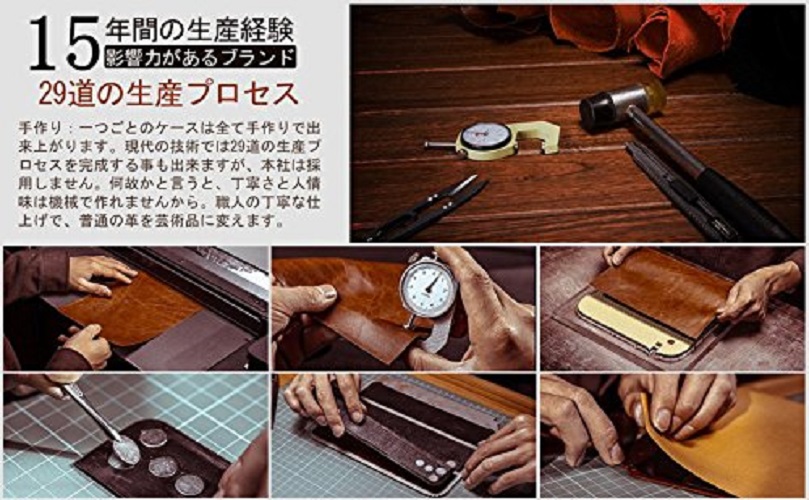 15年間の生産経験
影響力があるブランド
29道の生産プロセス
手作り：一つごとのケースは全て手作りで出
来上がります。現代の技術では29道の生産プ
ロセスを完成する事も出来ますが、本社は採
用しません。何故かと言うと、丁寧さと人情
味は機械で作れませんから。職人の丁寧な仕
上げで、普通の革を芸術品に変えます。